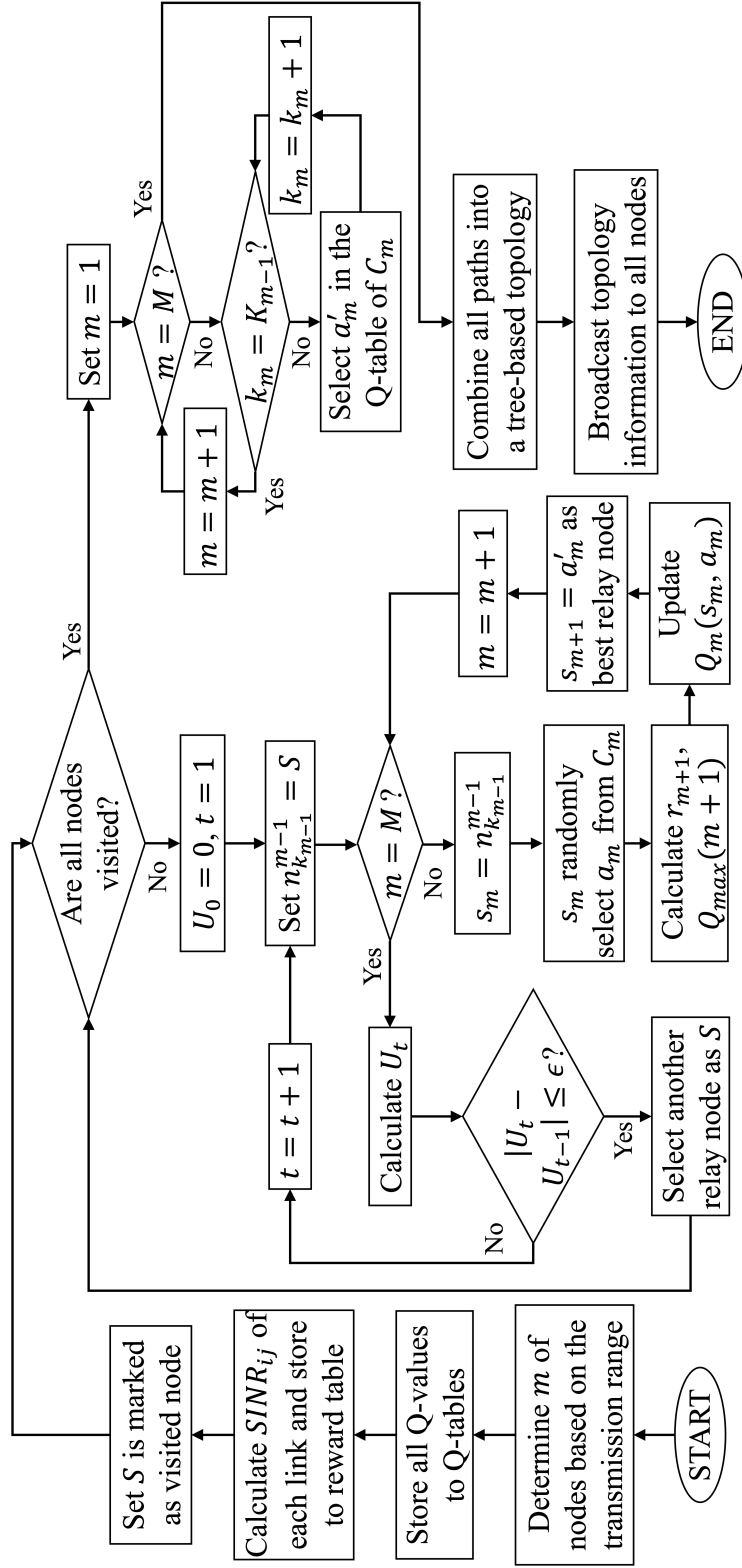 START
Determine m of
nodes based on the
transmission range
Store all Q-values
to Q-tables
Calculate SINR_{ij} of
each link and store
to reward table
Set S is marked
as visited node
Are all nodes
visited?
Yes
No
U_0 = 0, t = 1
Set n^{m-1}_{k_{m-1}} = S
t = t + 1
m = M ?
Yes
No
Calculate U_t
|U_t −
U_{t-1}| ≤ ϵ?
No
Yes
Select another
relay node as S
s_m = n^{m-1}_{k_{m-1}}
s_m randomly
select a_m from C_m
Calculate r_{m+1},
Q_{max}(m + 1)
Update
Q_m(s_m, a_m)
s_{m+1} = a'_m as
best relay node
m = m + 1
Set m = 1
m = M ?
Yes
No
m = m + 1
k_m = K_{m-1}?
Yes
No
Select a'_m in the
Q-table of C_m
k_m = k_m + 1
Combine all paths into
a tree-based topology
Broadcast topology
information to all nodes
END